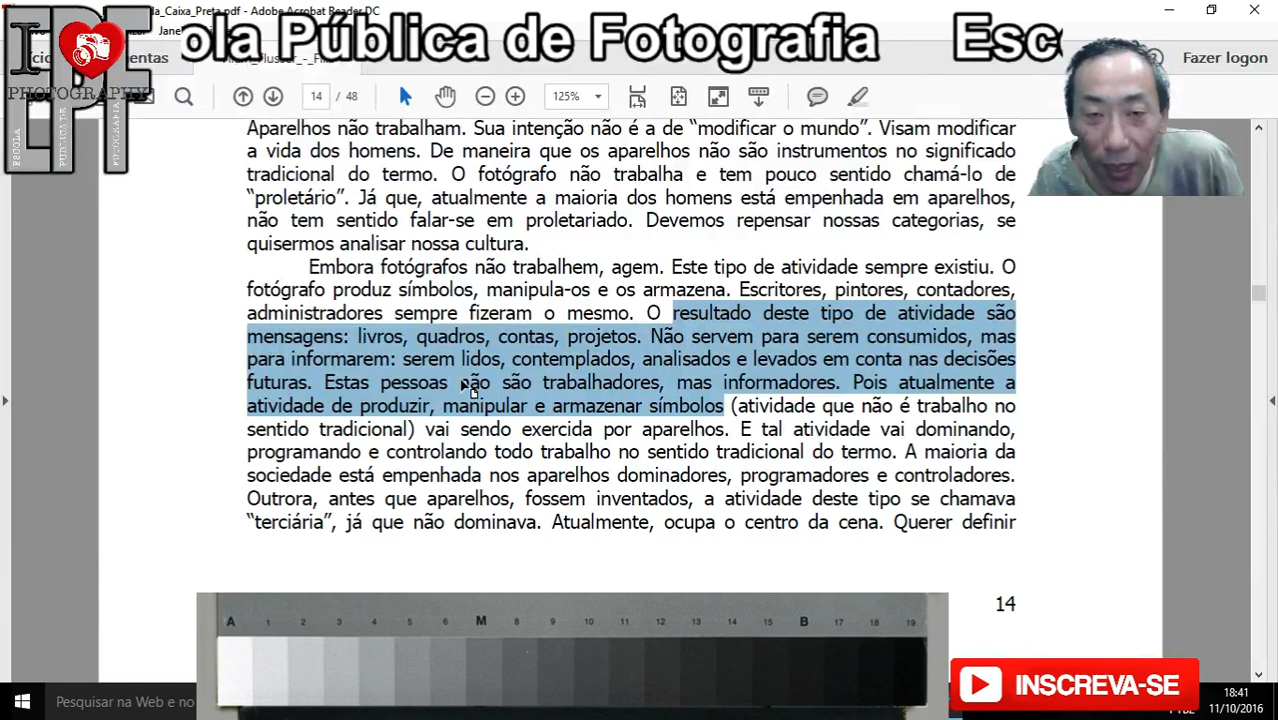 da_Caixa_Preta.pdf - Adobe Acrobat Reader DC
ola Pública de Fotografia Esc
I
PHOTOGRAPHY
EPF
ESCOLA
PUBLICA DE
FOTOGRAFIA
Fazer logon
14 / 48
125%
Aparelhos não trabalham. Sua intenção não é a de “modificar o mundo”. Visam modificar
a vida dos homens. De maneira que os aparelhos não são instrumentos no significado
tradicional do termo. O fotógrafo não trabalha e tem pouco sentido chamá-lo de
“proletário”. Já que, atualmente a maioria dos homens está empenhada em aparelhos,
não tem sentido falar-se em proletariado. Devemos repensar nossas categorias, se
quisermos analisar nossa cultura.
Embora fotógrafos não trabalhem, agem. Este tipo de atividade sempre existiu. O
fotógrafo produz símbolos, manipula-os e os armazena. Escritores, pintores, contadores,
administradores sempre fizeram o mesmo. O resultado deste tipo de atividade são
mensagens: livros, quadros, contas, projetos. Não servem para serem consumidos, mas
para informarem: serem lidos, contemplados, analisados e levados em conta nas decisões
futuras. Estas pessoas não são trabalhadores, mas informadores. Pois atualmente a
atividade de produzir, manipular e armazenar símbolos (atividade que não é trabalho no
sentido tradicional) vai sendo exercida por aparelhos. E tal atividade vai dominando,
programando e controlando todo trabalho no sentido tradicional do termo. A maioria da
sociedade está empenhada nos aparelhos dominadores, programadores e controladores.
Outrora, antes que aparelhos, fossem inventados, a atividade deste tipo se chamava
“terciária”, já que não dominava. Atualmente, ocupa o centro da cena. Querer definir
14
A 1 2 3 4 5 6 M 8 9 10 11 12 13 14 15 B 17 18 19
INSCREVA-SE
Pesquisar na Web e no
18:41
11/10/2016